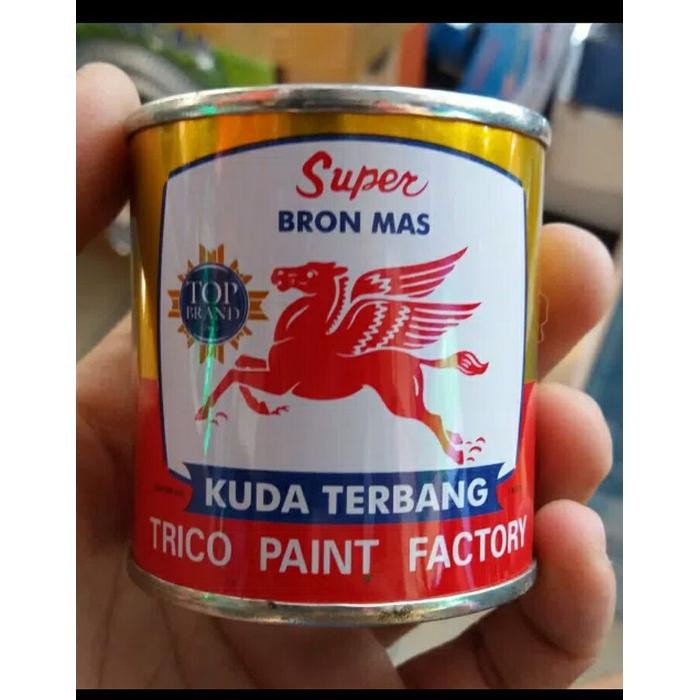 Super
BRON MAS
TOP
BRAND
KUDA TERBANG
TRICO PAINT FACTORY